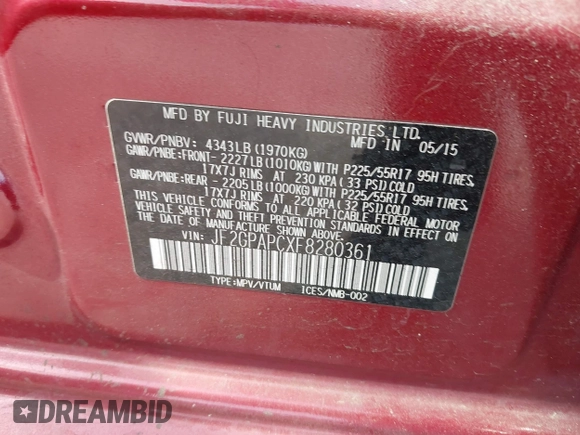 MFD BY FUJI HEAVY INDUSTRIES LTD.
MFD IN 05/15
GVWR/PNBV: 4343LB (1970KG)
GAWR/PNBE: FRONT- 2227LB (1010KG) WITH P225/55R17 95H TIRES,
17X7J RIMS AT 230 KPA (33 PSI) COLD
GAWR/PNBE: REAR - 2205LB (1000KG) WITH P225/55R17 95H TIRES,
17X7J RIMS AT 220 KPA (32 PSI) COLD
THIS VEHICLE CONFORMS TO ALL APPLICABLE FEDERAL MOTOR
VEHICLE SAFETY STANDARDS IN EFFECT ON THE DATE OF
MANUFACTURE SHOWN ABOVE.
VIN: JF2GPAPCXF8280361
TYPE:MPV/VTUM ICES/NMB-002
DREAMBID